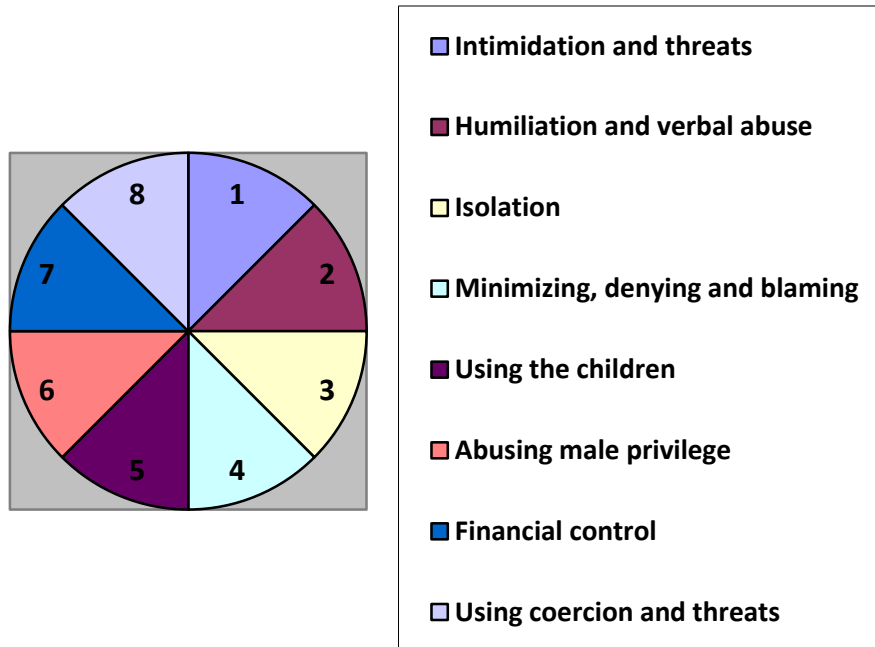 8
1
7
2
6
3
5
4
Intimidation and threats
Humiliation and verbal abuse
Isolation
Minimizing, denying and blaming
Using the children
Abusing male privilege
Financial control
Using coercion and threats